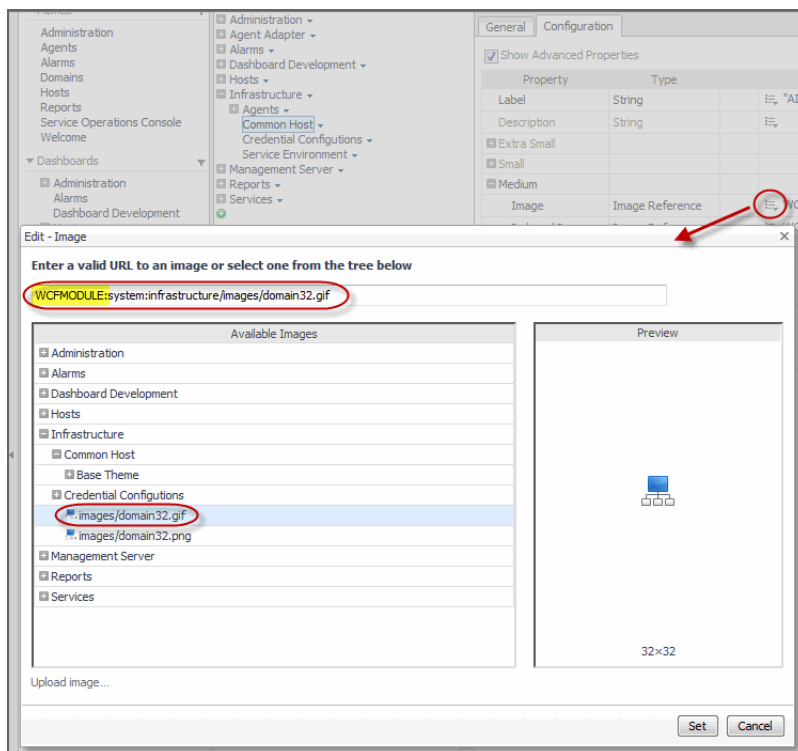 Administration
Agents
Alarms
Domains
Hosts
Reports
Service Operations Console
Welcome
Dashboards
Administration
Alarms
Dashboard Development
Administration
Agent Adapter
Alarms
Dashboard Development
Hosts
Infrastructure
Agents
Common Host
Credential Configutions
Service Environment
Management Server
Reports
Services
General Configuration
Show Advanced Properties
Property Type
Label String
Description String
Extra Small
Small
Medium
Image Image Reference
Edit - Image
Enter a valid URL to an image or select one from the tree below
WCFMODULE:system:infrastructure/images/domain32.gif
Available Images
Administration
Alarms
Dashboard Development
Hosts
Infrastructure
Common Host
Base Theme
Credential Configutions
images/domain32.gif
images/domain32.png
Management Server
Reports
Services
Preview
32×32
Upload image...
Set Cancel